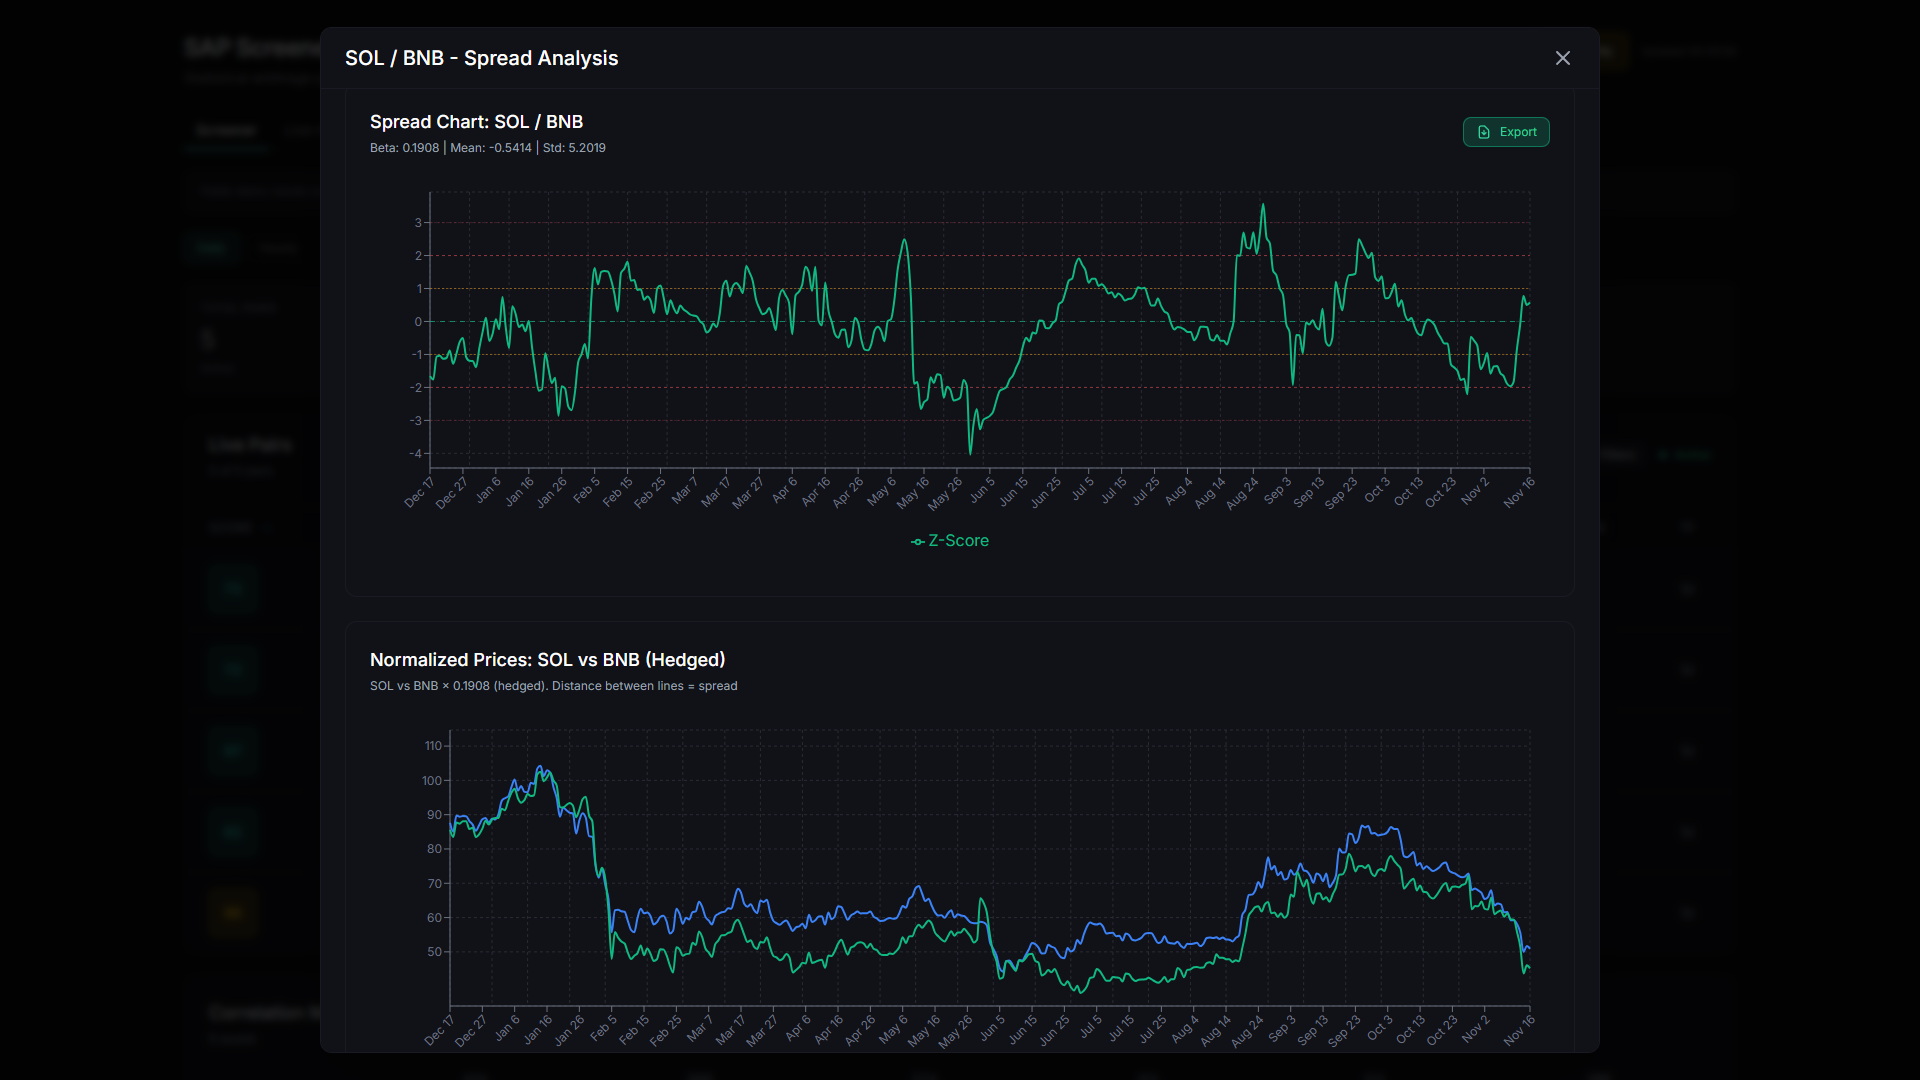 SOL / BNB - Spread Analysis
Spread Chart: SOL / BNB
Export
Beta: 0.1908 | Mean: -0.5414 | Std: 5.2019
3
2
1
0
-1
-2
-3
-4
Dec 17 Dec 27 Jan 6 Jan 16 Jan 26 Feb 5 Feb 15 Feb 25 Mar 7 Mar 17 Mar 27 Apr 6 Apr 16 Apr 26 May 6 May 16 May 26 Jun 5 Jun 15 Jun 25 Jul 5 Jul 15 Jul 25 Aug 4 Aug 14 Aug 24 Sep 3 Sep 13 Sep 23 Oct 3 Oct 13 Oct 23 Nov 2 Nov 16
Z-Score
Normalized Prices: SOL vs BNB (Hedged)
SOL vs BNB × 0.1908 (hedged). Distance between lines = spread
110
100
90
80
70
60
50
Dec 17 Dec 27 Jan 6 Jan 16 Jan 26 Feb 5 Feb 15 Feb 25 Mar 7 Mar 17 Mar 27 Apr 6 Apr 16 Apr 26 May 6 May 16 May 26 Jun 5 Jun 15 Jun 25 Jul 5 Jul 15 Jul 25 Aug 4 Aug 14 Aug 24 Sep 3 Sep 13 Sep 23 Oct 3 Oct 13 Oct 23 Nov 2 Nov 16